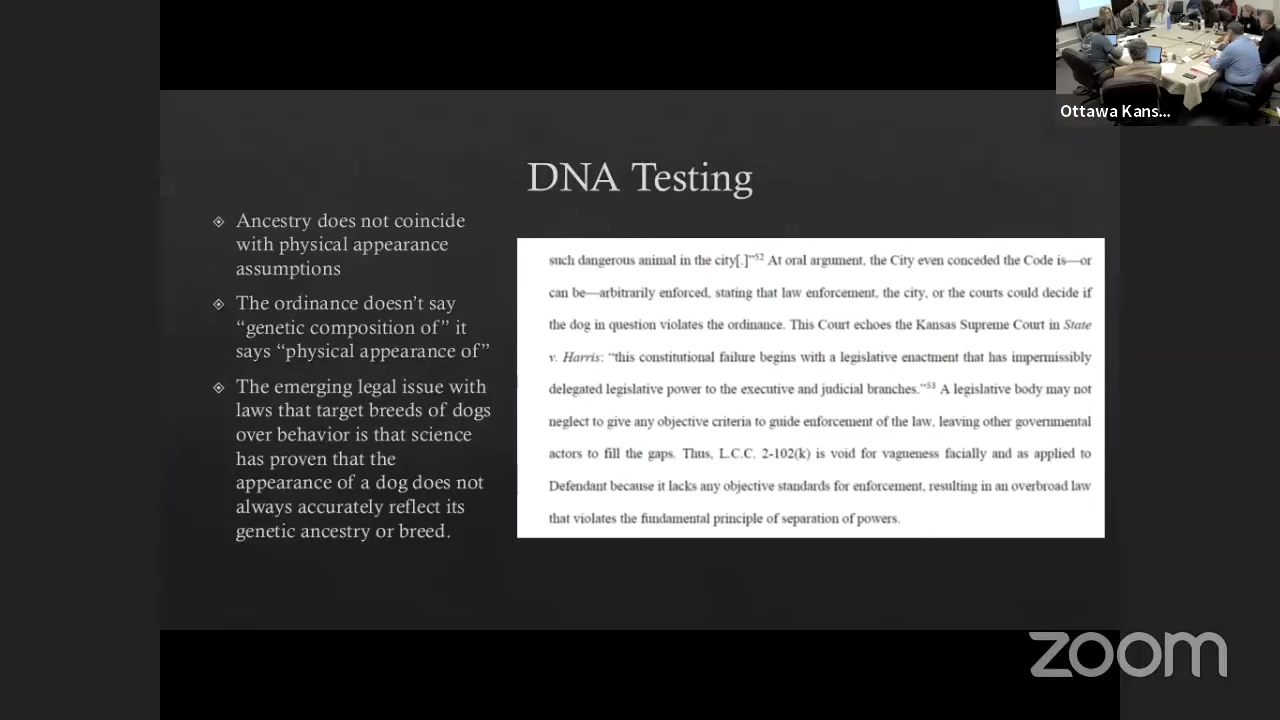 Ottawa Kans...
DNA Testing
Ancestry does not coincide
with physical appearance
assumptions
The ordinance doesn’t say
“genetic composition of” it
says “physical appearance of”
The emerging legal issue with
laws that target breeds of dogs
over behavior is that science
has proven that the
appearance of a dog does not
always accurately reflect its
genetic ancestry or breed.
such dangerous animal in the city[.]”52 At oral argument, the City even conceded the Code is—or
can be—arbitrarily enforced, stating that law enforcement, the city, or the courts could decide if
the dog in question violates the ordinance. This Court echoes the Kansas Supreme Court in State
v. Harris: “this constitutional failure begins with a legislative enactment that has impermissibly
delegated legislative power to the executive and judicial branches.”53 A legislative body may not
neglect to give any objective criteria to guide enforcement of the law, leaving other governmental
actors to fill the gaps. Thus, L.C.C. 2-102(k) is void for vagueness facially and as applied to
Defendant because it lacks any objective standards for enforcement, resulting in an overbroad law
that violates the fundamental principle of separation of powers.
zoom